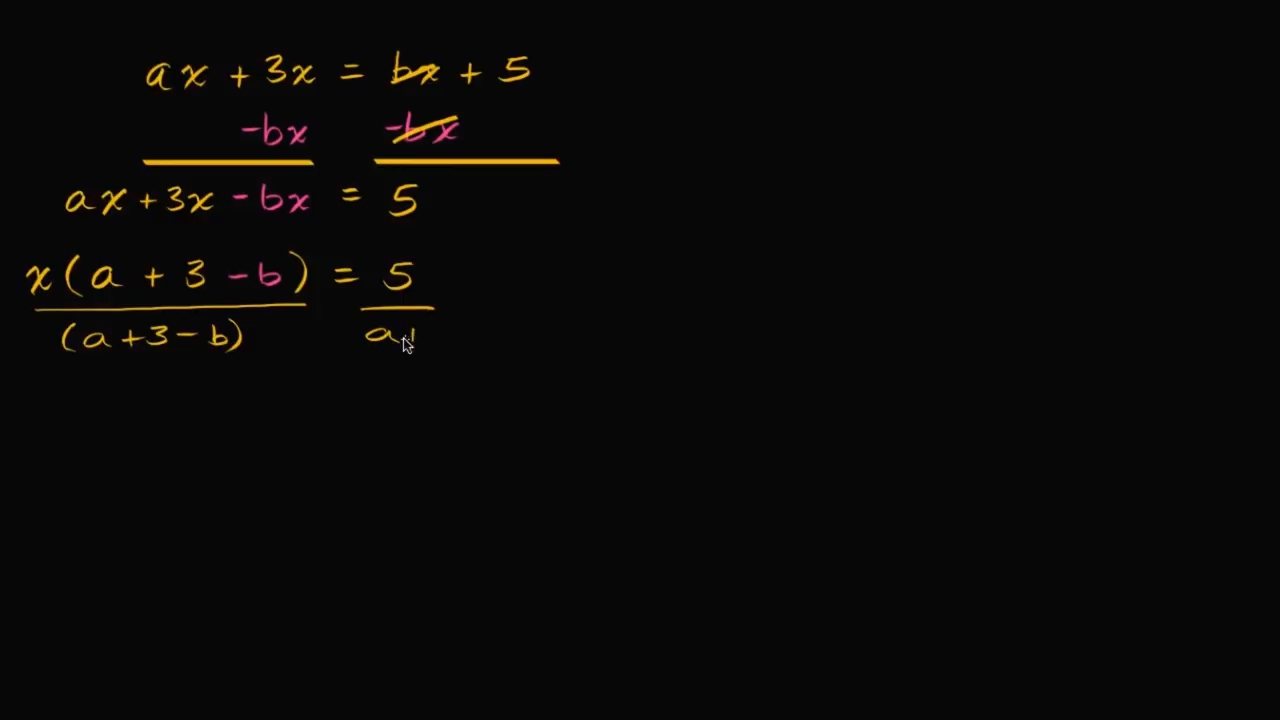 ax + 3x = bx + 5
-bx -bx
ax + 3x - bx = 5
x(a + 3 - b) = 5
(a + 3 - b) a